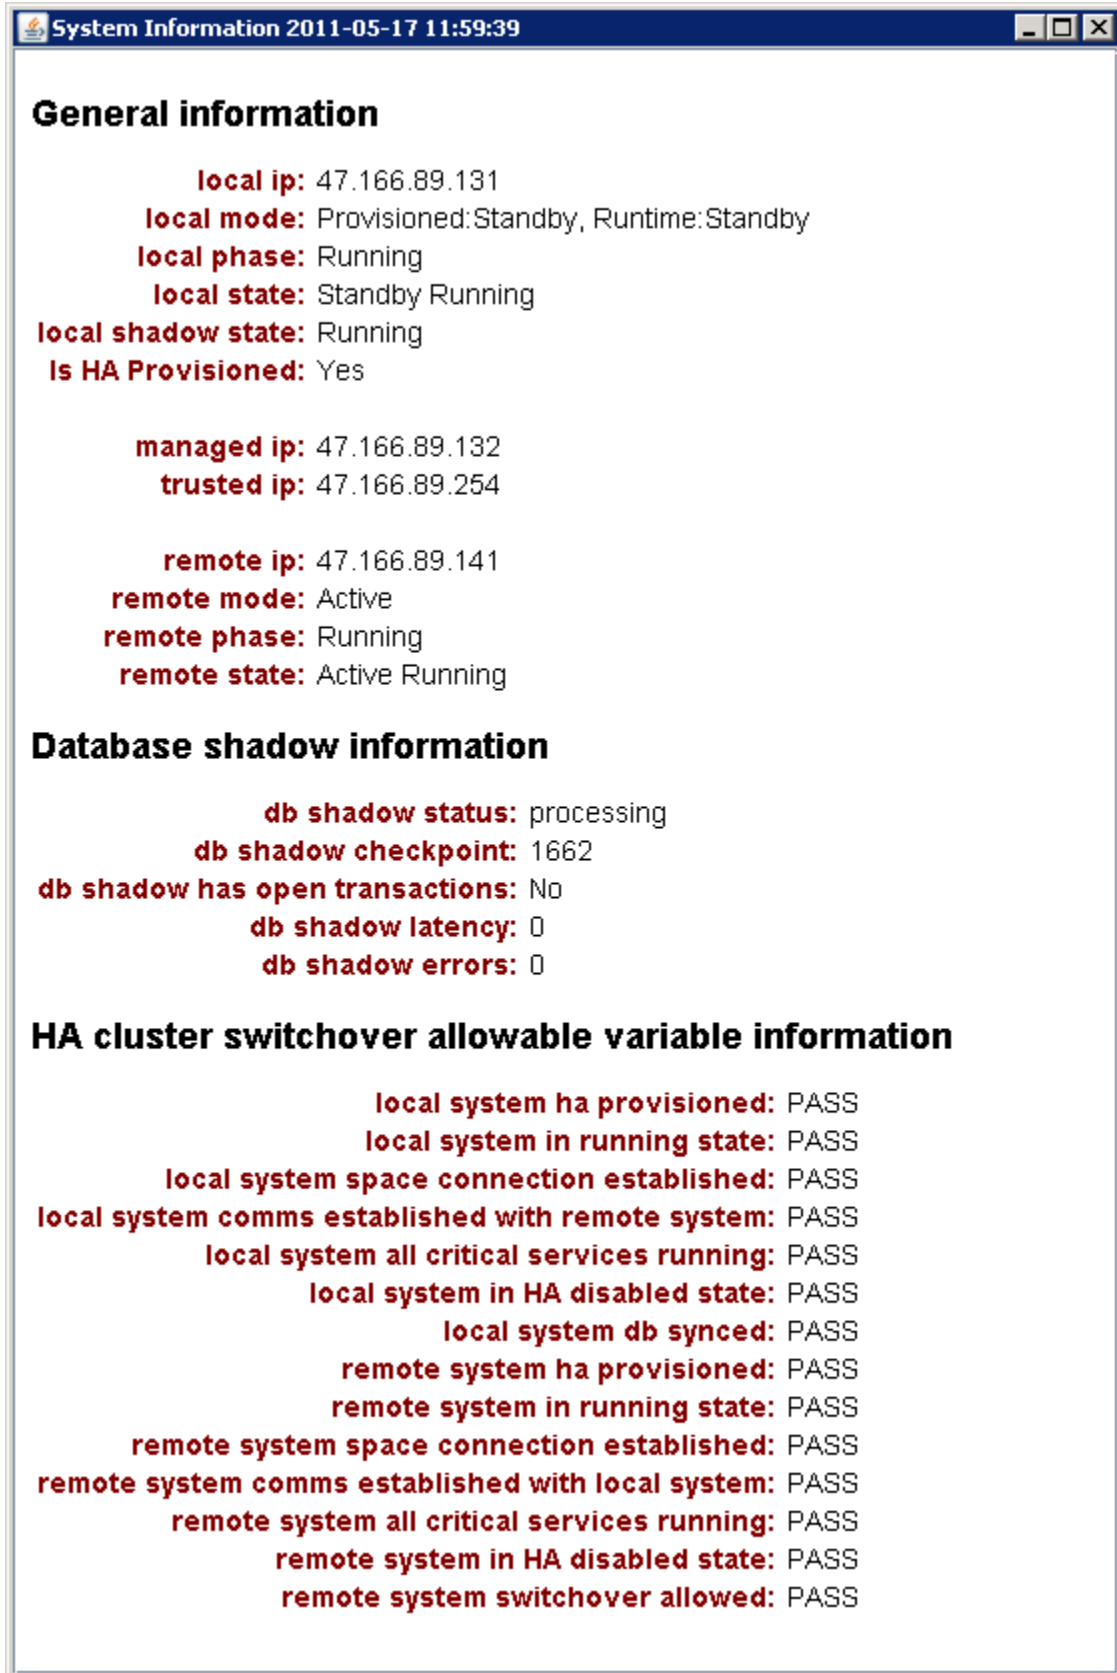 System Information 2011-05-17 11:59:39
General information
local ip: 47.166.89.131
local mode: Provisioned:Standby, Runtime:Standby
local phase: Running
local state: Standby Running
local shadow state: Running
Is HA Provisioned: Yes
managed ip: 47.166.89.132
trusted ip: 47.166.89.254
remote ip: 47.166.89.141
remote mode: Active
remote phase: Running
remote state: Active Running
Database shadow information
db shadow status: processing
db shadow checkpoint: 1662
db shadow has open transactions: No
db shadow latency: 0
db shadow errors: 0
HA cluster switchover allowable variable information
local system ha provisioned: PASS
local system in running state: PASS
local system space connection established: PASS
local system comms established with remote system: PASS
local system all critical services running: PASS
local system in HA disabled state: PASS
local system db synced: PASS
remote system ha provisioned: PASS
remote system in running state: PASS
remote system space connection established: PASS
remote system comms established with local system: PASS
remote system all critical services running: PASS
remote system in HA disabled state: PASS
remote system switchover allowed: PASS